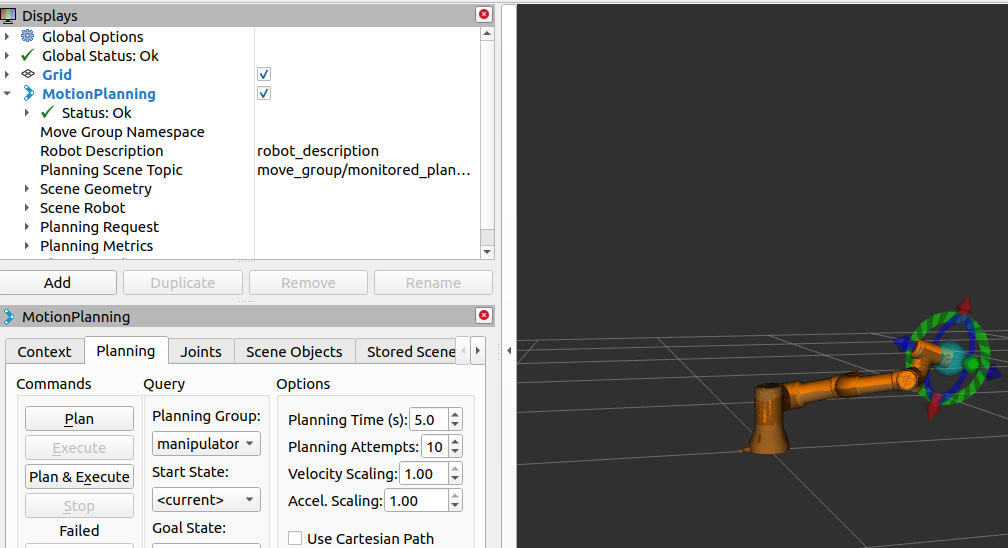 Displays
Global Options
Global Status: Ok
Grid
MotionPlanning
Status: Ok
Move Group Namespace
Robot Description robot_description
Planning Scene Topic move_group/monitored_plan...
Scene Geometry
Scene Robot
Planning Request
Planning Metrics
Add Duplicate Remove Rename
MotionPlanning
Context Planning Joints Scene Objects Stored Scene
Commands Query Options
Plan
Execute
Plan & Execute
Stop
Failed
Planning Group:
manipulator
Start State:
<current>
Goal State:
Planning Time (s): 5.0
Planning Attempts: 10
Velocity Scaling: 1.00
Accel. Scaling: 1.00
Use Cartesian Path